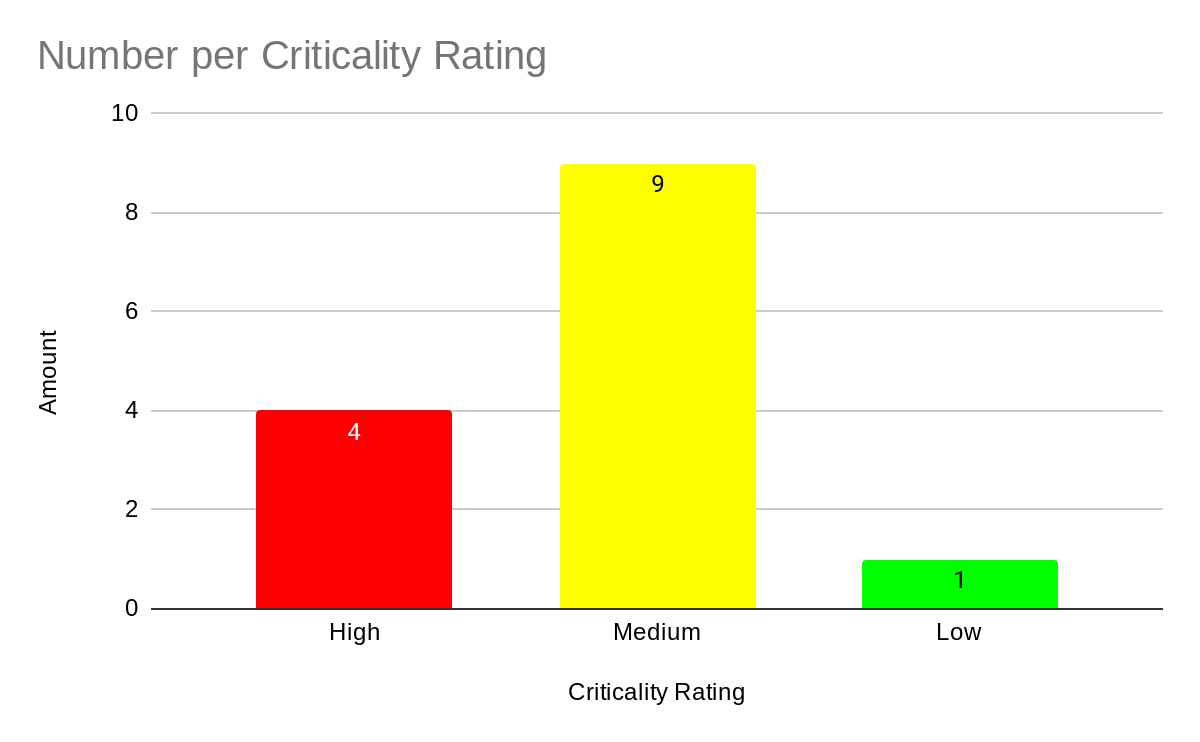 Number per Criticality Rating
10
8
6
4
2
0
Amount
4
9
1
High
Medium
Low
Criticality Rating